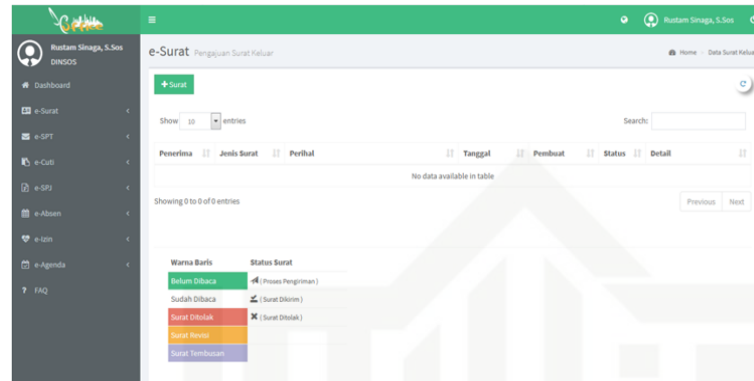 Rustam Sinaga, S.Sos
Rustam Sinaga, S.Sos
DINSOS
Dashboard
e-Surat
e-SPT
e-Cuti
e-SPJ
e-Absen
e-Izin
e-Agenda
? FAQ
e-Surat Pengajuan Surat Keluar
Home > Data Surat Kelua
+ Surat
Show 10 entries
Search:
Penerima Jenis Surat Perihal Tanggal Pembuat Status Detail
No data available in table
Showing 0 to 0 of 0 entries
Previous Next
Warna Baris Status Surat
Belum Dibaca ( Proses Pengiriman )
Sudah Dibaca ( Surat Dikirim )
Surat Ditolak ( Surat Ditolak )
Surat Revisi
Surat Tembusan